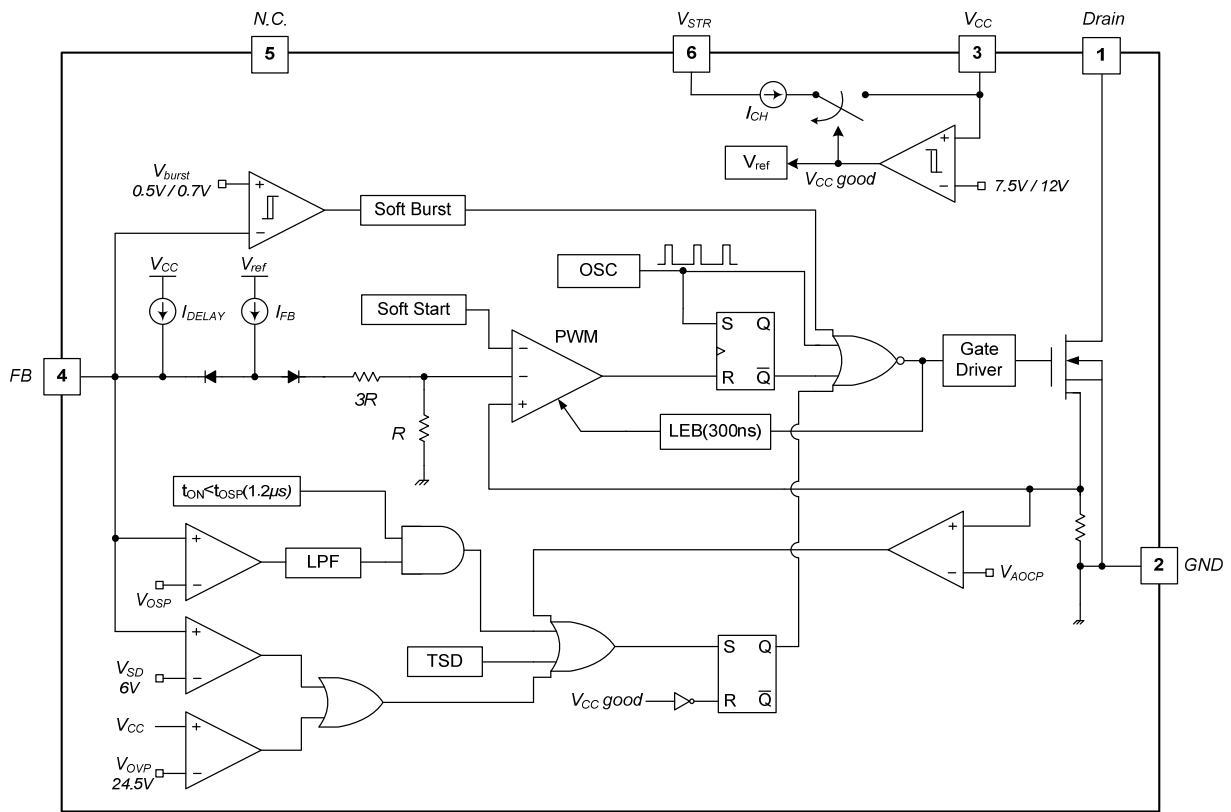 N.C.
5
VSTR
6
VCC
3
Drain
1
ICH
Vref
VCC good
+
−
7.5V / 12V
Vburst
0.5V / 0.7V
+
−
Soft Burst
VCC
Vref
IDELAY
IFB
OSC
Soft Start
PWM
−
−
+
S Q
R Q̅
Gate
Driver
FB
4
3R
R
LEB(300ns)
tON<tOSP(1.2µs)
+
−
VOSP
LPF
+
−
VAOCP
2
GND
+
−
VSD
6V
TSD
S Q
R Q̅
VCC good
VCC
+
−
VOVP
24.5V